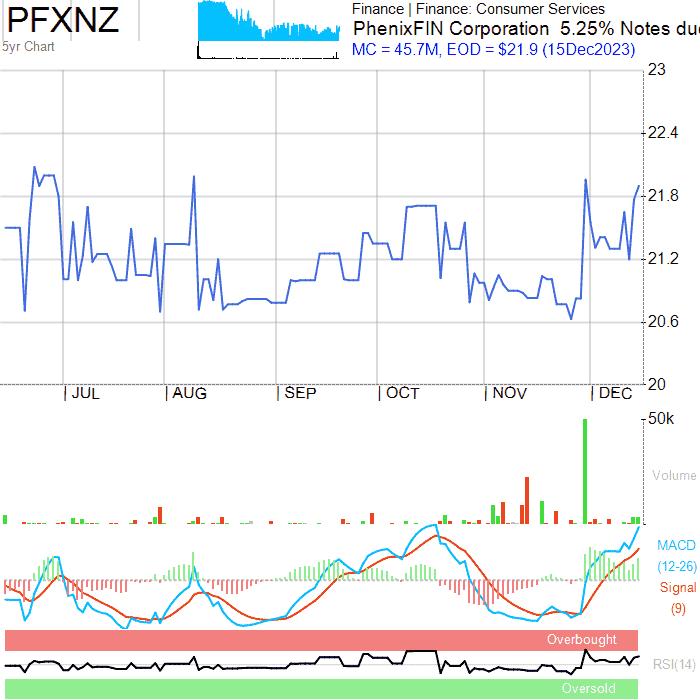 PFXNZ
5yr Chart
Finance | Finance: Consumer Services
PhenixFIN Corporation 5.25% Notes du
MC = 45.7M, EOD = $21.9 (15Dec2023)
23
22.4
21.8
21.2
20.6
20
| JUL | AUG | SEP | OCT | NOV | DEC
50k
Volume
MACD
(12-26)
Signal
(9)
Overbought
RSI(14)
Oversold